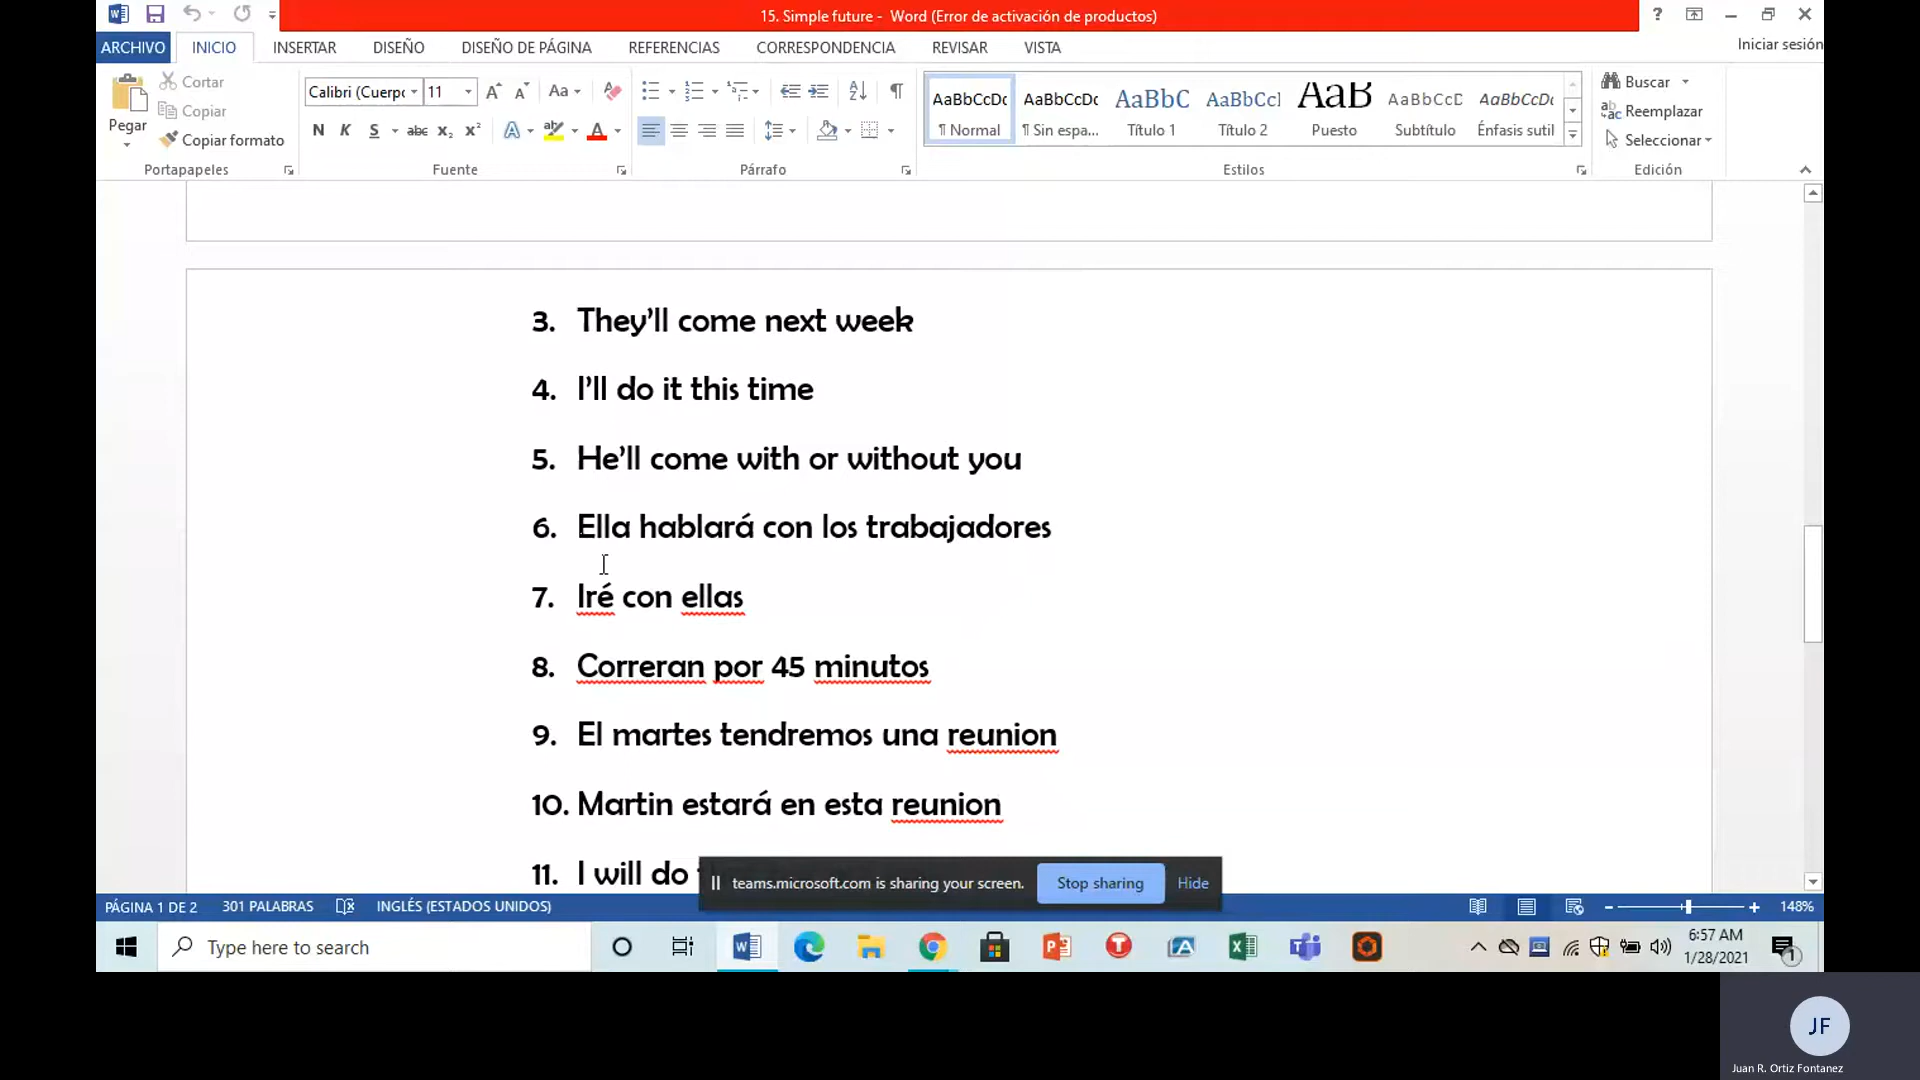 15. Simple future - Word (Error de activación de productos)
?
ARCHIVO INICIO INSERTAR DISEÑO DISEÑO DE PÁGINA REFERENCIAS CORRESPONDENCIA REVISAR VISTA Iniciar sesión
Pegar
Cortar
Copiar
Copiar formato
Portapapeles
Calibri (Cuerpo 11
Fuente
Párrafo
AaBbCcDc AaBbCcDc AaBbC AaBbCcI AaB AaBbCcD AaBbCcDc
¶ Normal ¶ Sin espa... Título 1 Título 2 Puesto Subtítulo Énfasis sutil
Estilos
Buscar
Reemplazar
Seleccionar
Edición
3. They'll come next week
4. I'll do it this time
5. He'll come with or without you
6. Ella hablará con los trabajadores
7. Iré con ellas
8. Correran por 45 minutos
9. El martes tendremos una reunion
10. Martin estará en esta reunion
11. I will do
teams.microsoft.com is sharing your screen. Stop sharing Hide
PÁGINA 1 DE 2 301 PALABRAS INGLÉS (ESTADOS UNIDOS) 148%
Type here to search
6:57 AM
1/28/2021
1
JF
Juan R. Ortiz Fontanez